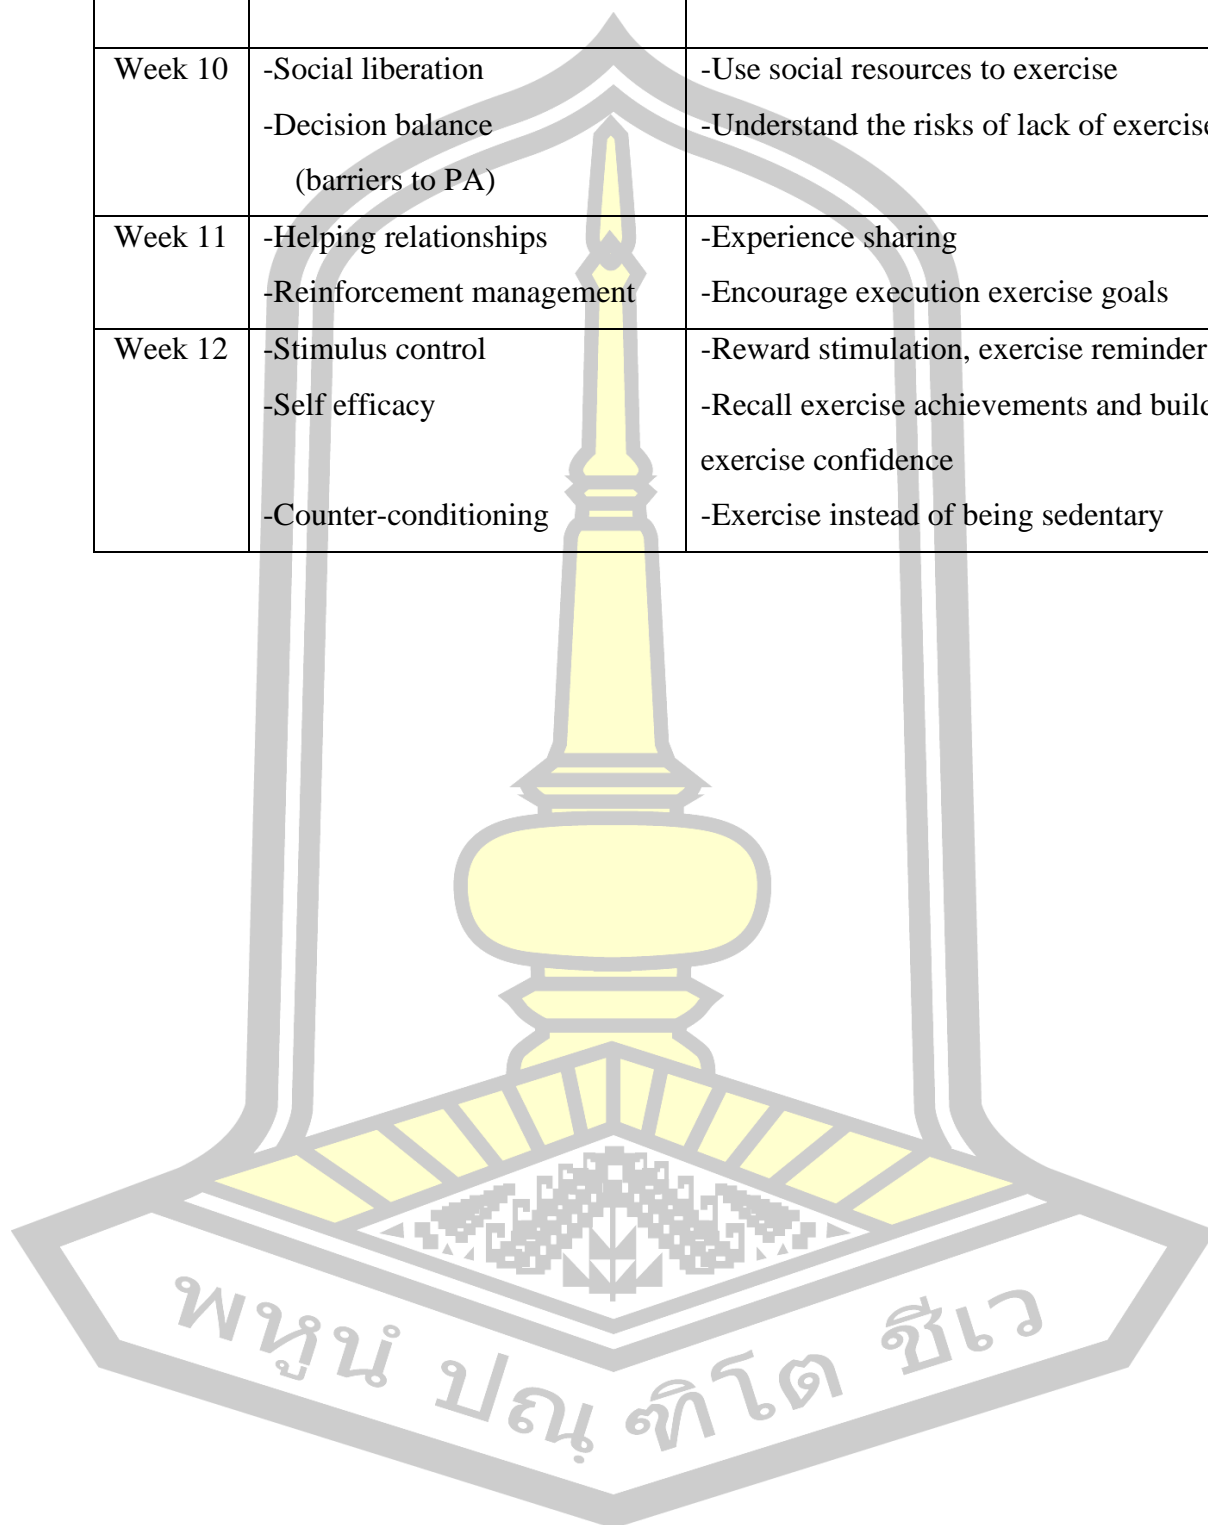 Week 10 -Social liberation -Use social resources to exercise
-Decision balance -Understand the risks of lack of exercise
(barriers to PA)
Week 11 -Helping relationships -Experience sharing
-Reinforcement management -Encourage execution exercise goals
Week 12 -Stimulus control -Reward stimulation, exercise reminder
-Self efficacy -Recall exercise achievements and build
exercise confidence
-Counter-conditioning -Exercise instead of being sedentary
พหูนํ ปณฺฑิโต ชีเว